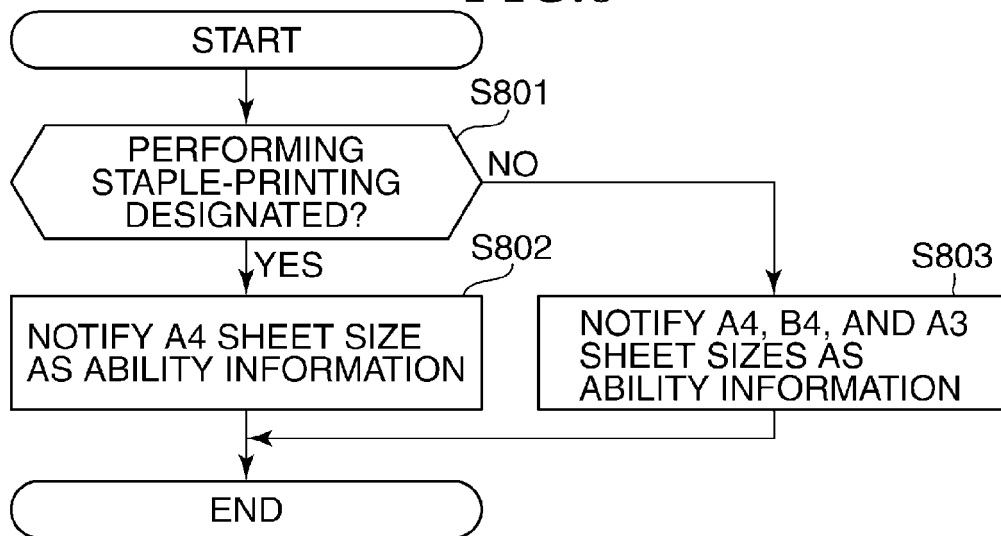 START
S801
PERFORMING
STAPLE-PRINTING
DESIGNATED?
NO
YES
S802
NOTIFY A4 SHEET SIZE
AS ABILITY INFORMATION
S803
NOTIFY A4, B4, AND A3
SHEET SIZES AS
ABILITY INFORMATION
END